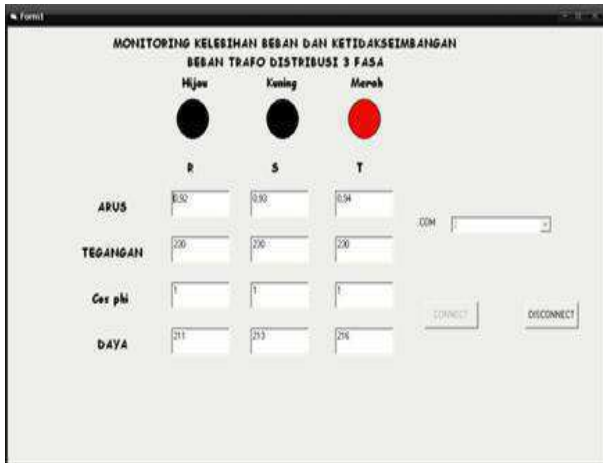 Form1
MONITORING KELEBIHAN BEBAN DAN KETIDAKSEIMBANGAN
BEBAN TRAFO DISTRIBUSI 3 FASA
Hijau Kuning Merah
R S T
ARUS 0,92 0,93 0,94
COM
TEGANGAN 230 230 230
Cos phi 1 1 1
CONNECT DISCONNECT
DAYA 211 213 216